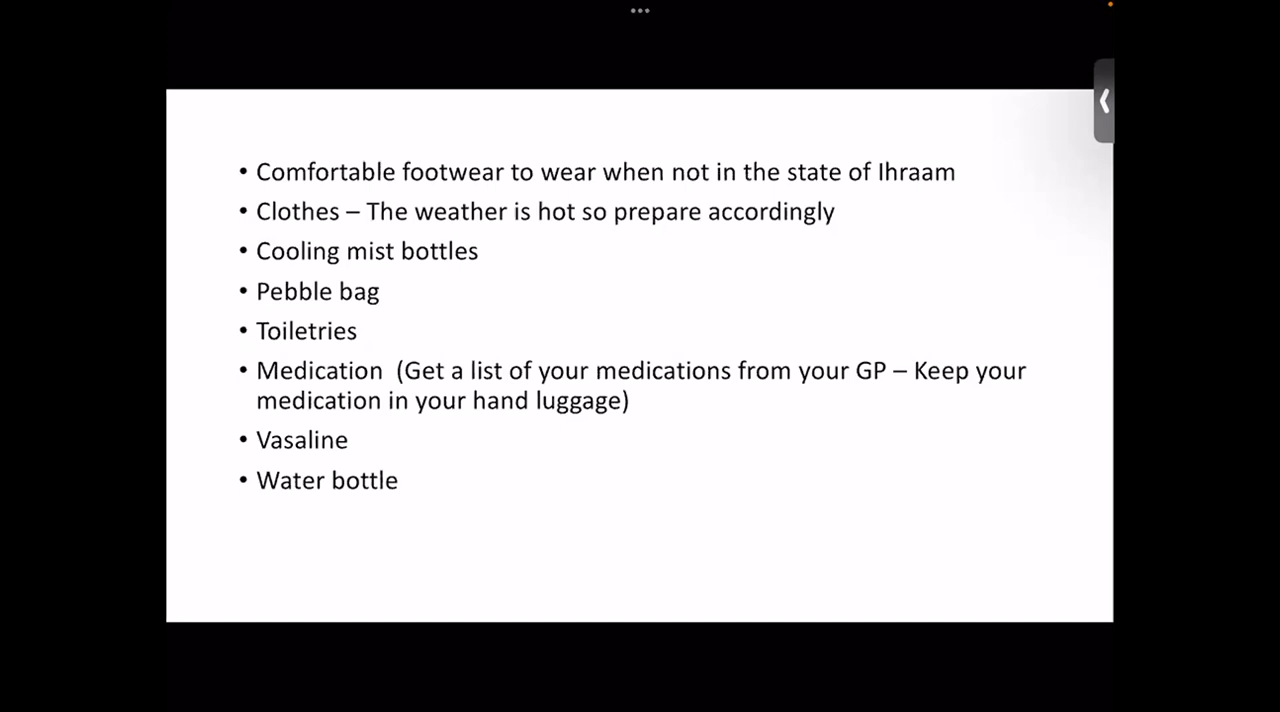 • Comfortable footwear to wear when not in the state of Ihraam
• Clothes – The weather is hot so prepare accordingly
• Cooling mist bottles
• Pebble bag
• Toiletries
• Medication  (Get a list of your medications from your GP – Keep your
medication in your hand luggage)
• Vasaline
• Water bottle